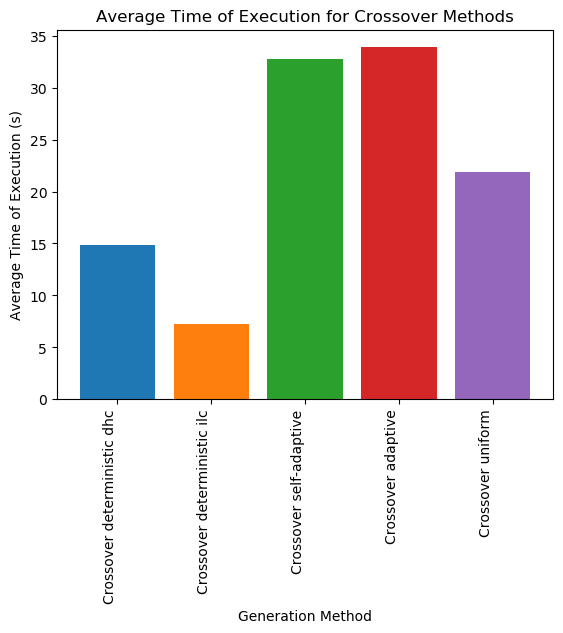 Average Time of Execution for Crossover Methods
Average Time of Execution (s)
35
30
25
20
15
10
5
0
Crossover deterministic dhc
Crossover deterministic ilc
Crossover self-adaptive
Crossover adaptive
Crossover uniform
Generation Method